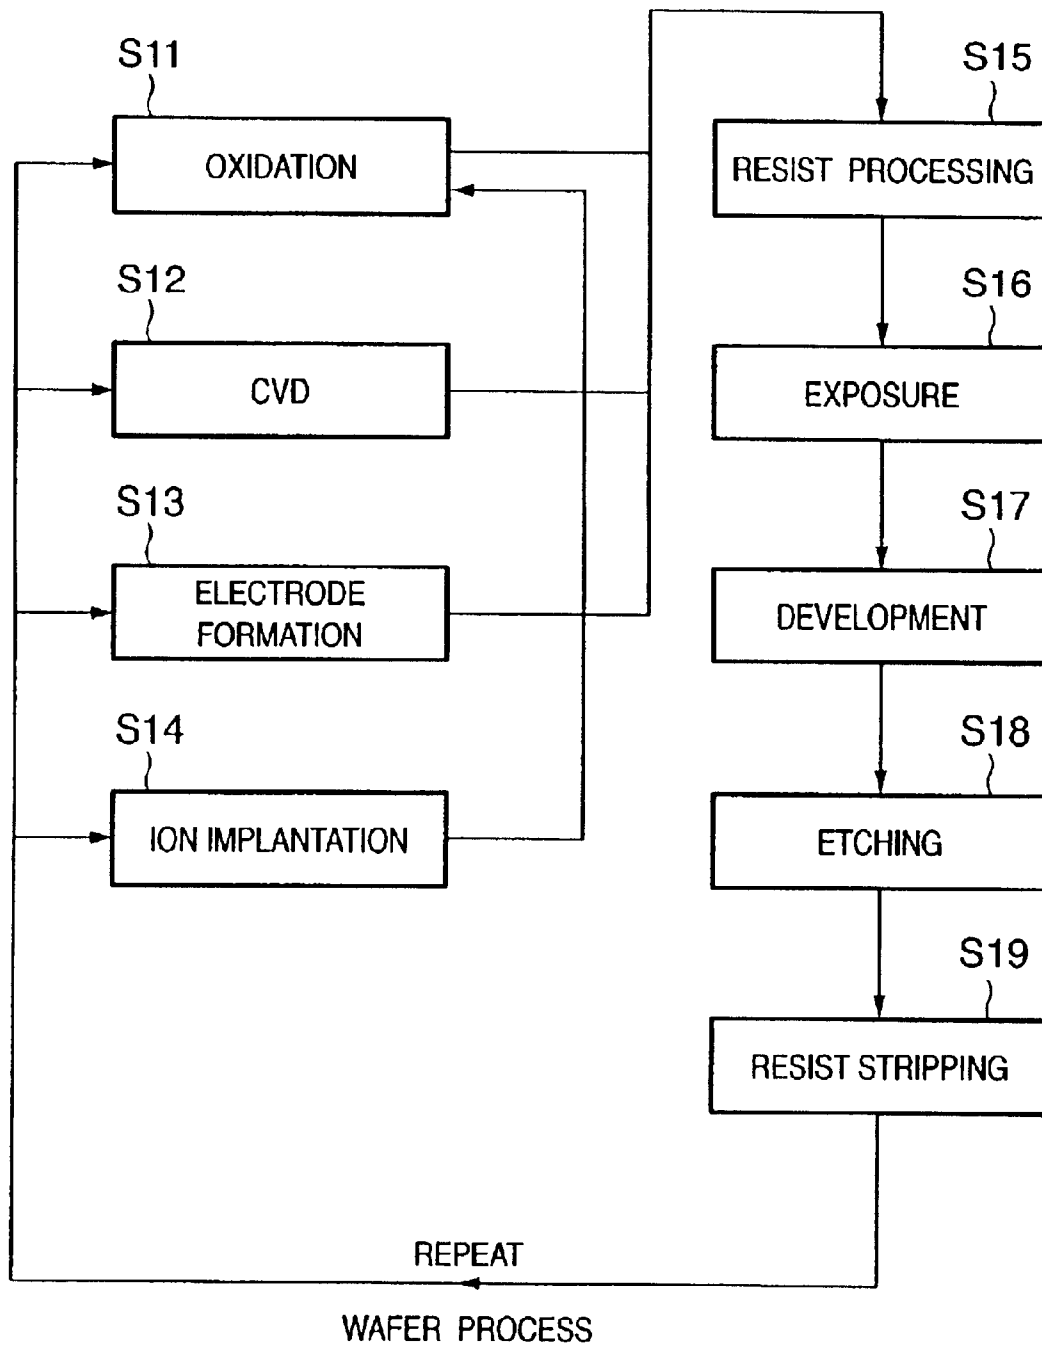 S11
OXIDATION
S12
CVD
S13
ELECTRODE
FORMATION
S14
ION IMPLANTATION
S15
RESIST PROCESSING
S16
EXPOSURE
S17
DEVELOPMENT
S18
ETCHING
S19
RESIST STRIPPING
REPEAT
WAFER PROCESS